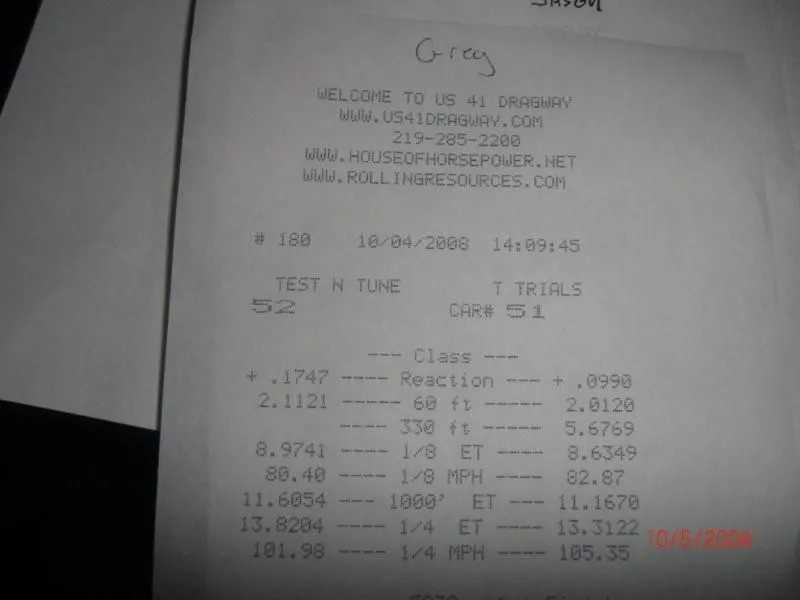 JASON
Greg
WELCOME TO US 41 DRAGWAY
WWW.US41DRAGWAY.COM
219-285-2200
WWW.HOUSEOFHORSEPOWER.NET
WWW.ROLLINGRESOURCES.COM
# 180 10/04/2008 14:09:45
TEST N TUNE T TRIALS
52 CAR# 51
--- Class ---
+ .1747 ---- Reaction --- + .0990
2.1121 ----- 60 ft ----- 2.0120
---- 330 ft ----- 5.6769
8.9741 ---- 1/8 ET ---- 8.6349
80.40 ---- 1/8 MPH ---- 82.87
11.6054 --- 1000' ET --- 11.1670
13.8204 ---- 1/4 ET ---- 13.3122
101.98 ---- 1/4 MPH ---- 105.35
10/5/2008